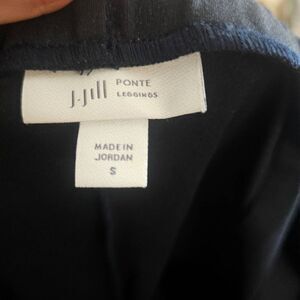 J.Jill PONTE
LEGGINGS
MADE IN
JORDAN
S